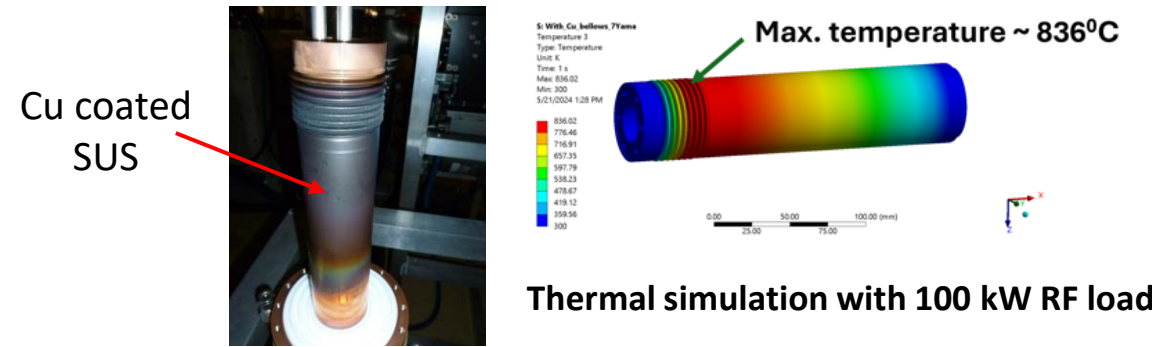 Cu coated
SUS
S: With_Cu_bellows_7Yama
Temperature 3
Type: Temperature
Unit: K
Time: 1 s
Max: 836.02
Min: 300
5/21/2024 1:28 PM
836.02
776.46
716.91
657.35
597.79
538.23
478.67
419.12
359.56
300
Max. temperature ~ 836⁰C
0.00 50.00 100.00 (mm)
25.00 75.00
X
Y
Z
Thermal simulation with 100 kW RF load